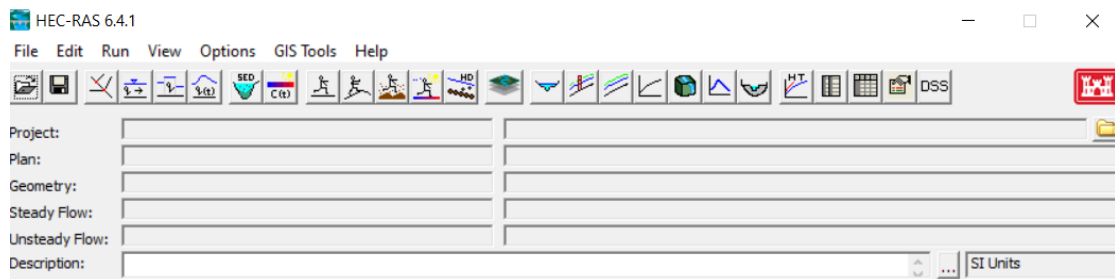 HEC-RAS 6.4.1
File Edit Run View Options GIS Tools Help
SED C(t) HD HT DSS
Project:
Plan:
Geometry:
Steady Flow:
Unsteady Flow:
Description: ... SI Units